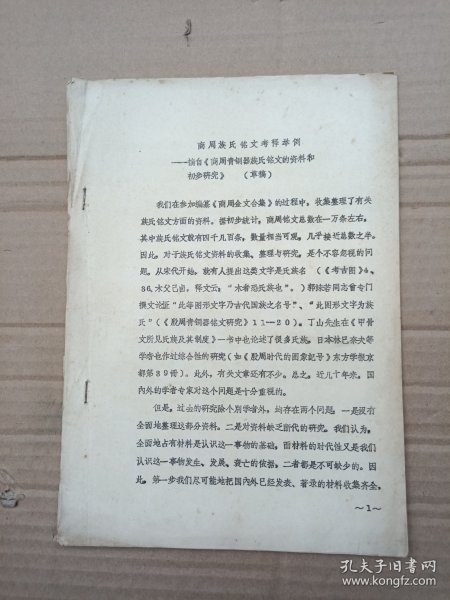 商周族氏铭文考释举例
——摘自《商周青铜器族氏铭文的资料和
初步研究》 （草稿）
我们在参加编纂《商周金文合集》的过程中，收集整理了有关
族氏铭文方面的资料。据初步统计，商周铭文总数在一万条左右，
其中族氏铭文就有四千几百条，数量相当可观，几乎接近总数之半。
因此，对于族氏铭文资料的收集、整理与研究，是个不容忽视的问
题。从宋代开始，就有人提出这类文字是氏族名（《考古图》4、
36，木父己卣，释文云："木者恐氏族也"。）郭沫若同志曾专门
撰文论证"此等图形文字乃古代国族之名号"、"此图形文字为族
氏"（《殷周青铜器铭文研究》11—20）。丁山先生在《甲骨
文所见氏族及其制度》一书中也论述了很多氏族，日本林巳奈夫等
学者也作过综合性的研究（如《殷周时代的图象記号》东方学报京
都第39册）。此外，有关文章还有不少。总之，近几十年来，国
内外的学者专家对这个问题是十分重视的。
但是，过去的研究除个别学者外，均存在两个问题，一是没有
全面地整理这部分资料。二是对资料缺乏断代的研究。我们认为，
全面地占有材料是认识这一事物的基础，而材料的时代性又是我们
认识这一事物发生、发展、衰亡的依据，二者都是不可缺少的。因
此，第一步我们尽可能地把国内外已经发表、著录的材料收集齐全。
～1～
孔夫子旧书网
www.kongfz.com